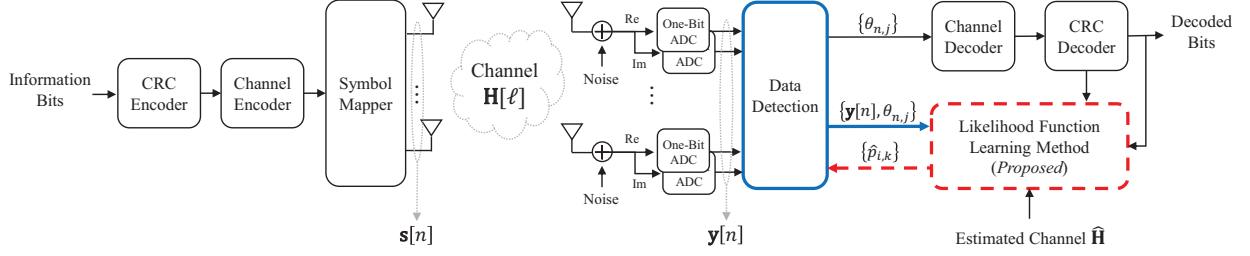 Information
Bits
CRC
Encoder
Channel
Encoder
Symbol
Mapper
s[n]
Channel
H[ℓ]
Noise
Re
Im
One-Bit
ADC
ADC
Noise
Re
Im
One-Bit
ADC
ADC
y[n]
Data
Detection
{θ_{n,j}}
Channel
Decoder
CRC
Decoder
Decoded
Bits
{y[n], θ_{n,j}}
{p̂_{i,k}}
Likelihood Function
Learning Method
(Proposed)
Estimated Channel Ĥ